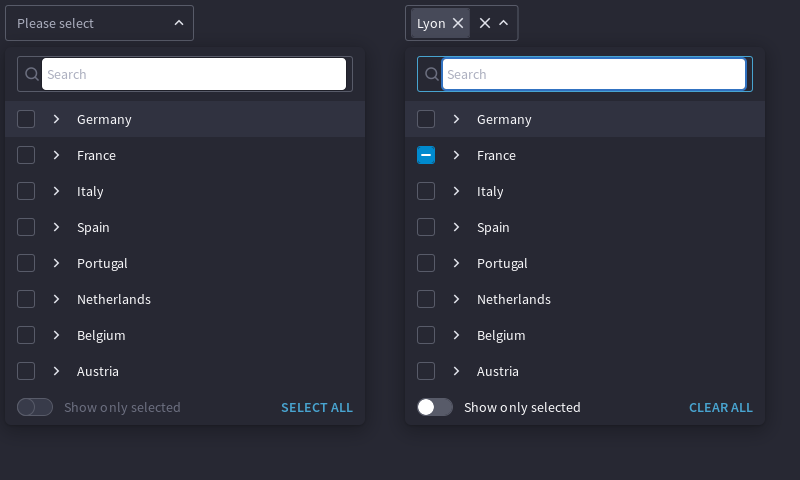 Please select
Search
Germany
France
Italy
Spain
Portugal
Netherlands
Belgium
Austria
Show only selected
SELECT ALL
Lyon
Search
Germany
France
Italy
Spain
Portugal
Netherlands
Belgium
Austria
Show only selected
CLEAR ALL